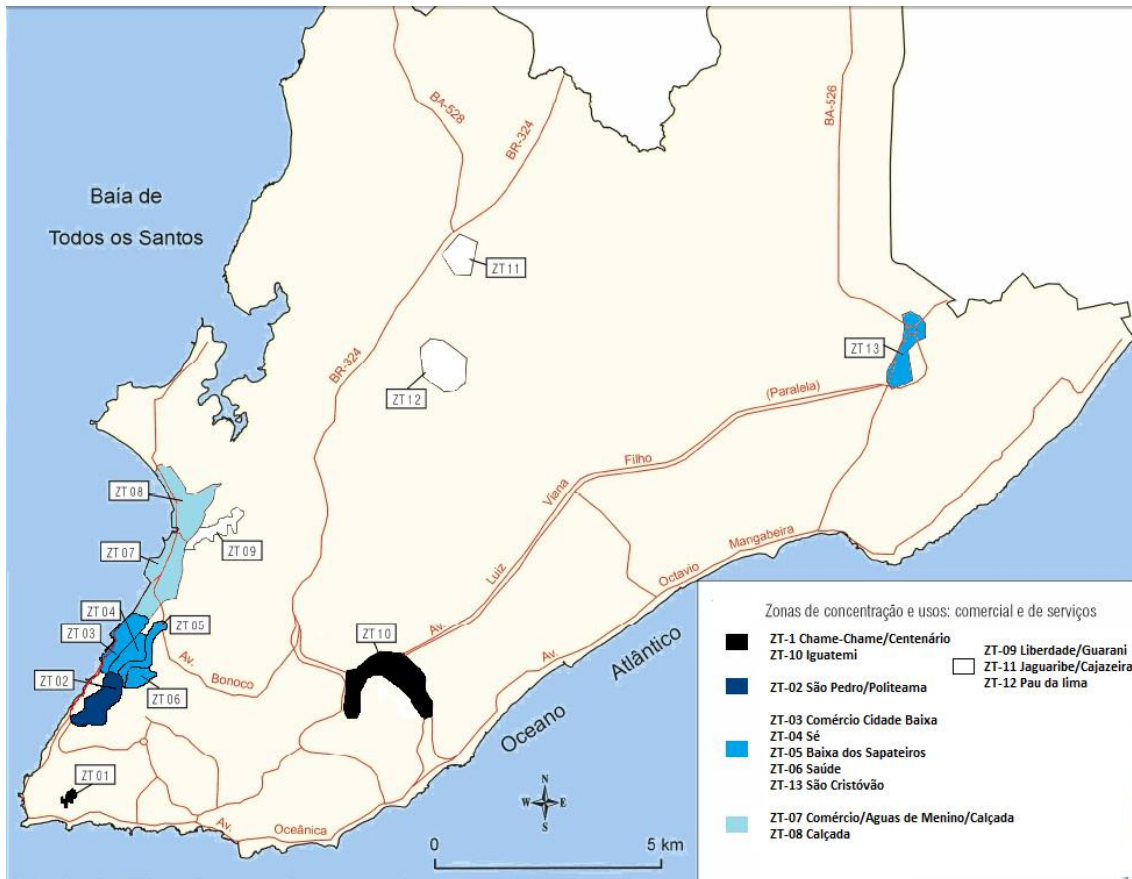 BA-528
BR-324
BA-526
Baía de
Todos os Santos
ZT 11
BR-324
ZT 13
ZT 12
(Paralela)
Filho
Viana
Luiz
Av.
ZT 08
ZT 09
ZT 07
Mangabeira
Octavio
Av.
ZT 04
ZT 05
ZT 03
ZT 10
Av.
Bonoco
ZT 02
ZT 06
Atlântico
Oceano
ZT 01
Av.
Oceânica
N
W E
S
0 5 km
Zonas de concentração e usos: comercial e de serviços
ZT-1 Chame-Chame/Centenário
ZT-10 Iguatemi
ZT-02 São Pedro/Politeama
ZT-03 Comércio Cidade Baixa
ZT-04 Sé
ZT-05 Baixa dos Sapateiros
ZT-06 Saúde
ZT-13 São Cristóvão
ZT-07 Comércio/Aguas de Menino/Calçada
ZT-08 Calçada
ZT-09 Liberdade/Guarani
ZT-11 Jaguaribe/Cajazeira
ZT-12 Pau da lima